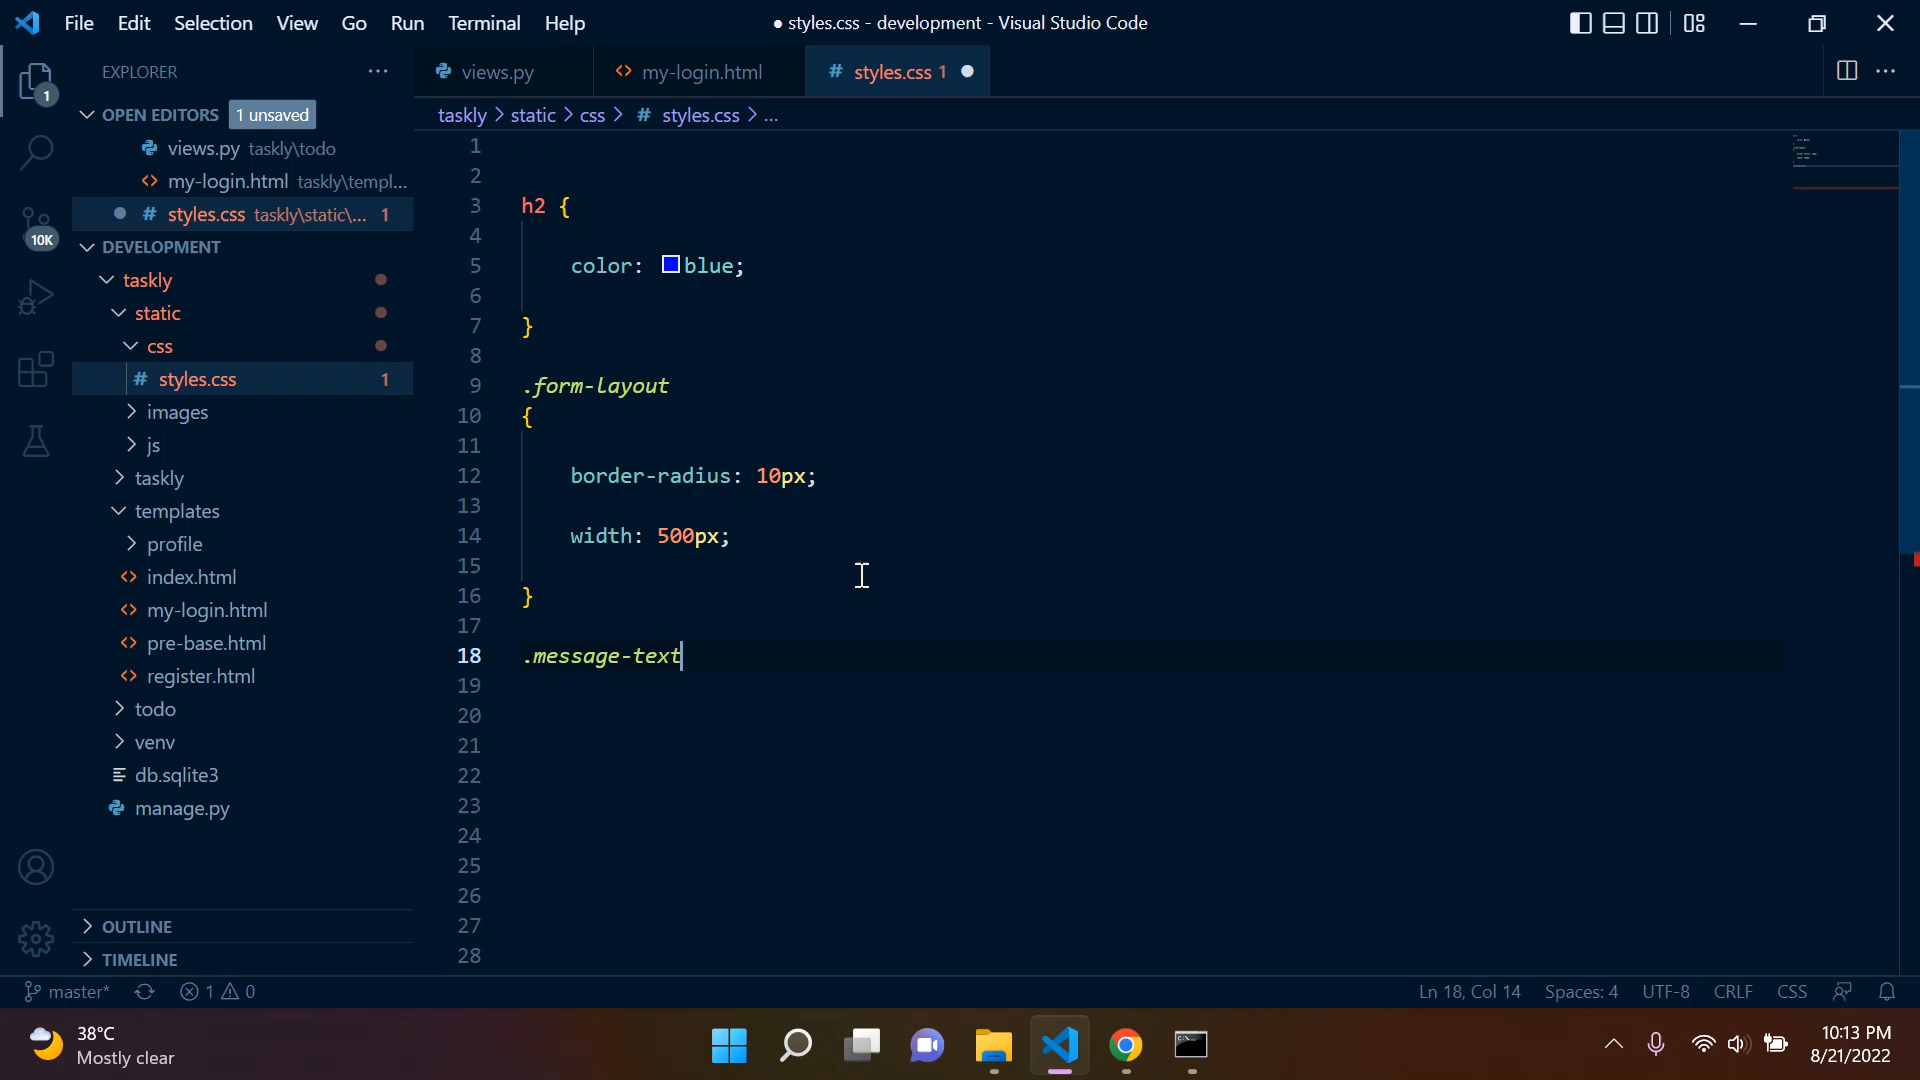 File Edit Selection View Go Run Terminal Help ● styles.css - development - Visual Studio Code
EXPLORER ... views.py my-login.html # styles.css 1
1
OPEN EDITORS 1 unsaved
taskly > static > css > # styles.css > ...
views.py taskly\todo
my-login.html taskly\templ...
# styles.css taskly\static\... 1
10K
DEVELOPMENT
taskly
static
css
# styles.css 1
images
js
taskly
templates
profile
index.html
my-login.html
pre-base.html
register.html
todo
venv
db.sqlite3
manage.py
OUTLINE
TIMELINE
1
2
3 h2 {
4
5 color: blue;
6
7 }
8
9 .form-layout
10 {
11
12 border-radius: 10px;
13
14 width: 500px;
15
16 }
17
18 .message-text
19
20
21
22
23
24
25
26
27
28
master* 1 0 Ln 18, Col 14 Spaces: 4 UTF-8 CRLF CSS
38°C
Mostly clear
10:13 PM
8/21/2022